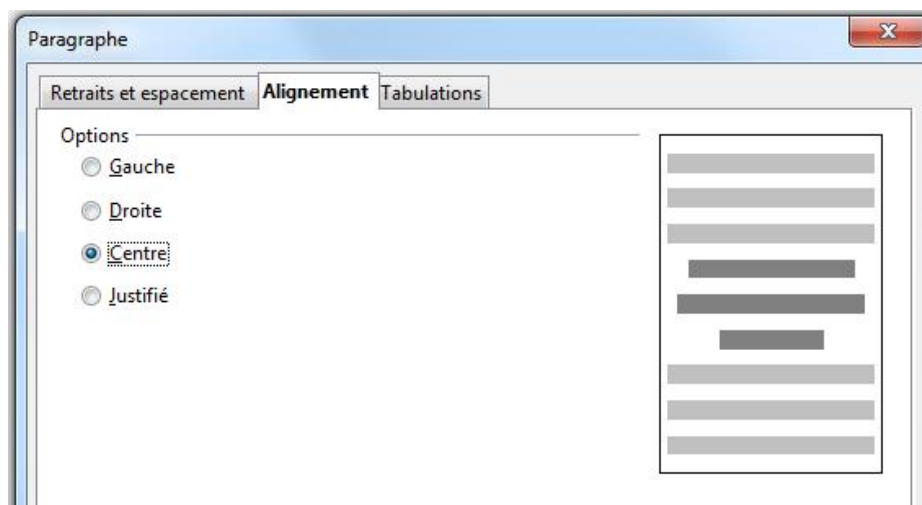 Paragraphe
Retraits et espacement Alignement Tabulations
Options
Gauche
Droite
Centre
Justifié